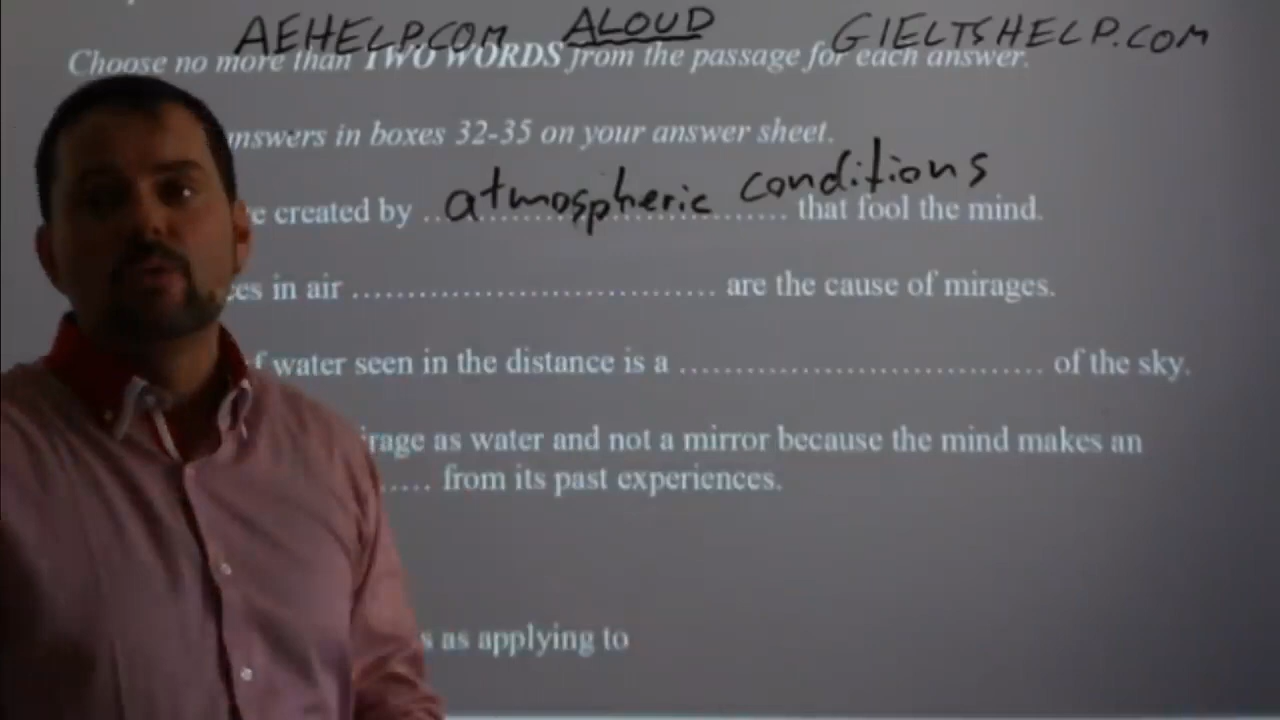 AEHELP.COM ALOUD GIELTSHELP.COM
Choose no more than TWO WORDS from the passage for each answer.
answers in boxes 32-35 on your answer sheet.
created by ...atmospheric conditions... that fool the mind.
in air .................................... are the cause of mirages.
water seen in the distance is a .................................... of the sky.
as water and not a mirror because the mind makes an
..... from its past experiences.
as applying to